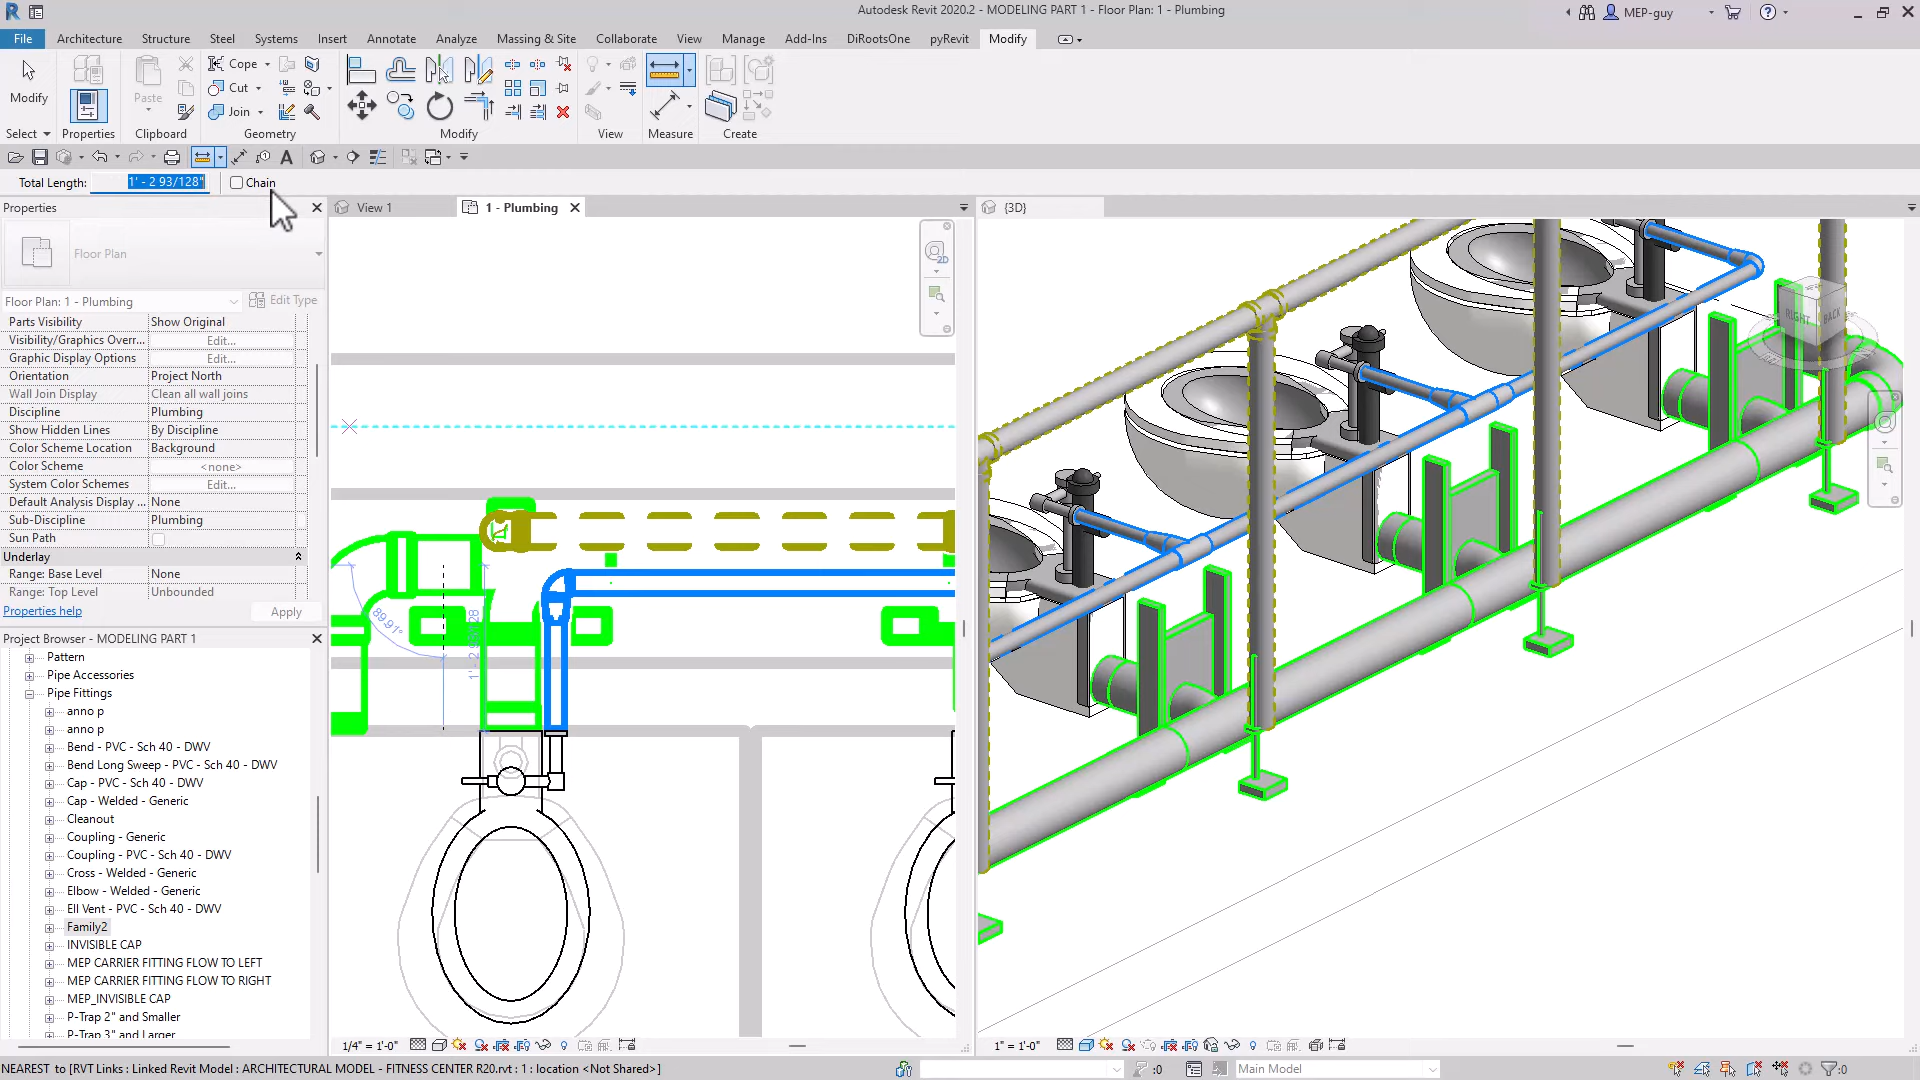 Autodesk Revit 2020.2 - MODELING PART 1 - Floor Plan: 1 - Plumbing
MEP-guy
File Architecture Structure Steel Systems Insert Annotate Analyze Massing & Site Collaborate View Manage Add-Ins DiRootsOne pyRevit Modify
Modify
Paste
Cope
Cut
Join
Select Properties Clipboard Geometry Modify View Measure Create
Total Length: 1' - 2 93/128" Chain
Properties
View 1
1 - Plumbing
{3D}
Floor Plan
Floor Plan: 1 - Plumbing Edit Type
Parts Visibility Show Original
Visibility/Graphics Overr... Edit...
Graphic Display Options Edit...
Orientation Project North
Wall Join Display Clean all wall joins
Discipline Plumbing
Show Hidden Lines By Discipline
Color Scheme Location Background
Color Scheme <none>
System Color Schemes Edit...
Default Analysis Display ... None
Sub-Discipline Plumbing
Sun Path
Underlay
Range: Base Level None
Range: Top Level Unbounded
Properties help Apply
Project Browser - MODELING PART 1
Pattern
Pipe Accessories
Pipe Fittings
anno p
anno p
Bend - PVC - Sch 40 - DWV
Bend Long Sweep - PVC - Sch 40 - DWV
Cap - PVC - Sch 40 - DWV
Cap - Welded - Generic
Cleanout
Coupling - Generic
Coupling - PVC - Sch 40 - DWV
Cross - Welded - Generic
Elbow - Welded - Generic
Ell Vent - PVC - Sch 40 - DWV
Family2
INVISIBLE CAP
MEP CARRIER FITTING FLOW TO LEFT
MEP CARRIER FITTING FLOW TO RIGHT
MEP_INVISIBLE CAP
P-Trap 2" and Smaller
P-Trap 3" and Larger
2D
89.91°
RIGHT
BACK
1/4" = 1'-0"
1" = 1'-0"
NEAREST to [RVT Links : Linked Revit Model : ARCHITECTURAL MODEL - FITNESS CENTER R20.rvt : 1 : location <Not Shared>]
:0
Main Model
:0